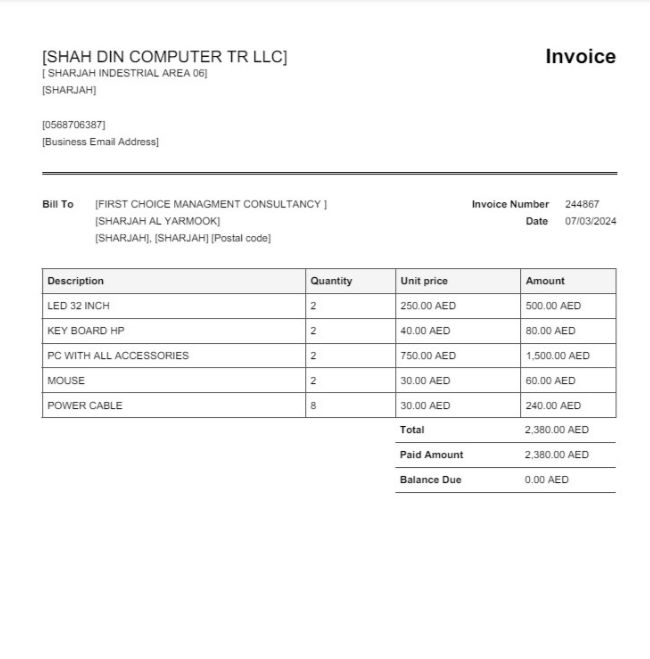 [SHAH DIN COMPUTER TR LLC] Invoice
[ SHARJAH INDESTRIAL AREA 06]
[SHARJAH]
[0568706387]
[Business Email Address]
Bill To [FIRST CHOICE MANAGMENT CONSULTANCY ] Invoice Number 244867
[SHARJAH AL YARMOOK] Date 07/03/2024
[SHARJAH], [SHARJAH] [Postal code]
Description Quantity Unit price Amount
LED 32 INCH 2 250.00 AED 500.00 AED
KEY BOARD HP 2 40.00 AED 80.00 AED
PC WITH ALL ACCESSORIES 2 750.00 AED 1,500.00 AED
MOUSE 2 30.00 AED 60.00 AED
POWER CABLE 8 30.00 AED 240.00 AED
Total 2,380.00 AED
Paid Amount 2,380.00 AED
Balance Due 0.00 AED